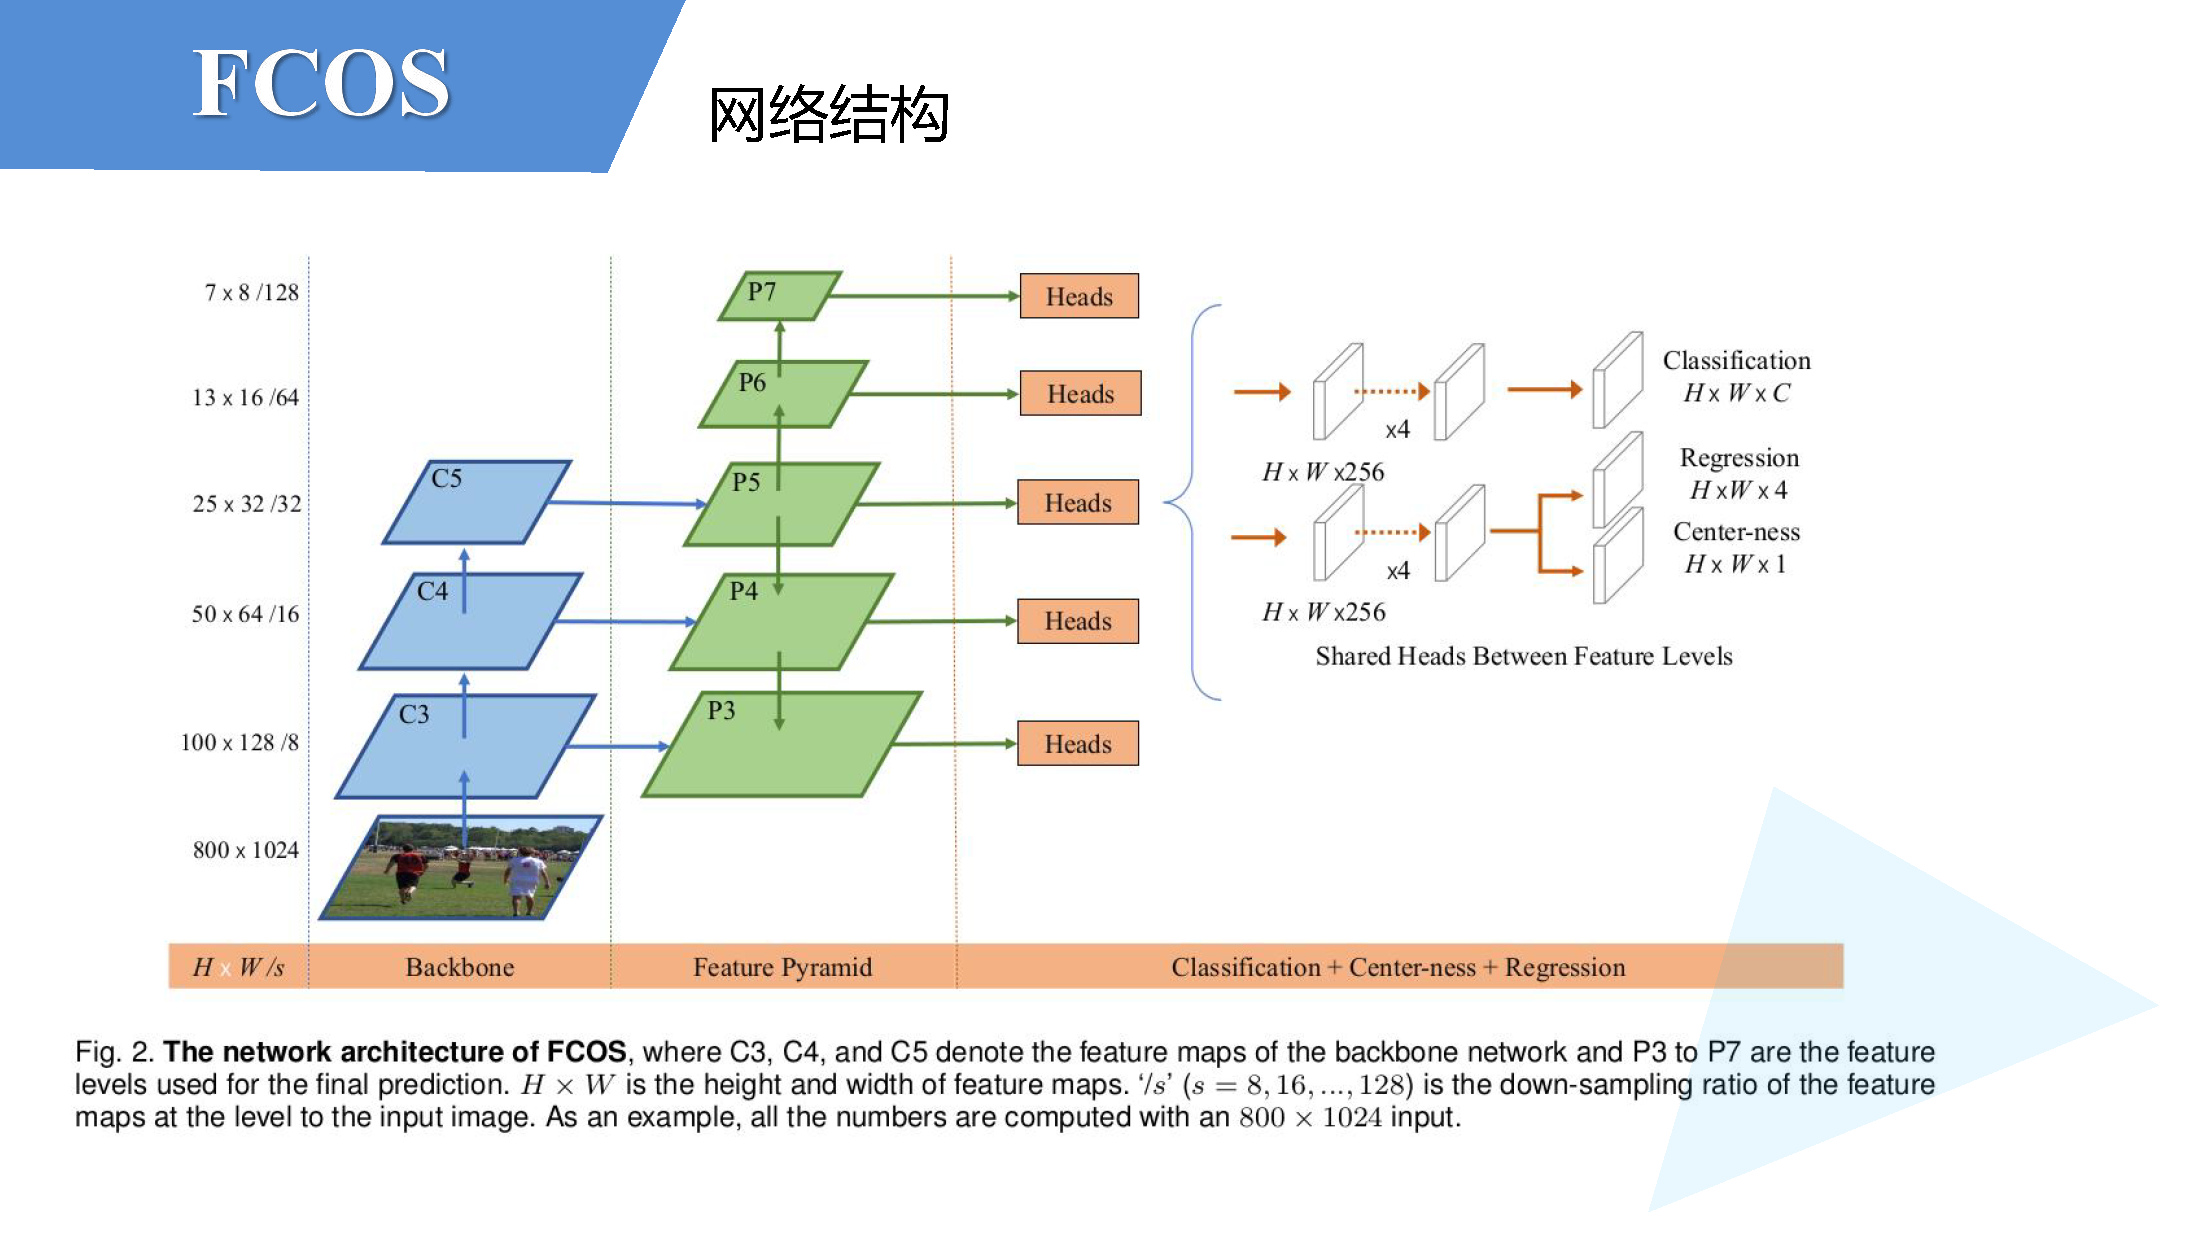 FCOS
网络结构
7 x 8 /128
13 x 16 /64
25 x 32 /32
50 x 64 /16
100 x 128 /8
800 x 1024
C5
C4
C3
P7
P6
P5
P4
P3
Heads
Heads
Heads
Heads
Heads
x4
H x W x256
x4
H x W x256
Classification
H x W x C
Regression
H x W x 4
Center-ness
H x W x 1
Shared Heads Between Feature Levels
H x W /s
Backbone
Feature Pyramid
Classification + Center-ness + Regression
Fig. 2. The network architecture of FCOS, where C3, C4, and C5 denote the feature maps of the backbone network and P3 to P7 are the feature
levels used for the final prediction. H × W is the height and width of feature maps. ‘/s’ (s = 8, 16, ..., 128) is the down-sampling ratio of the feature
maps at the level to the input image. As an example, all the numbers are computed with an 800 × 1024 input.